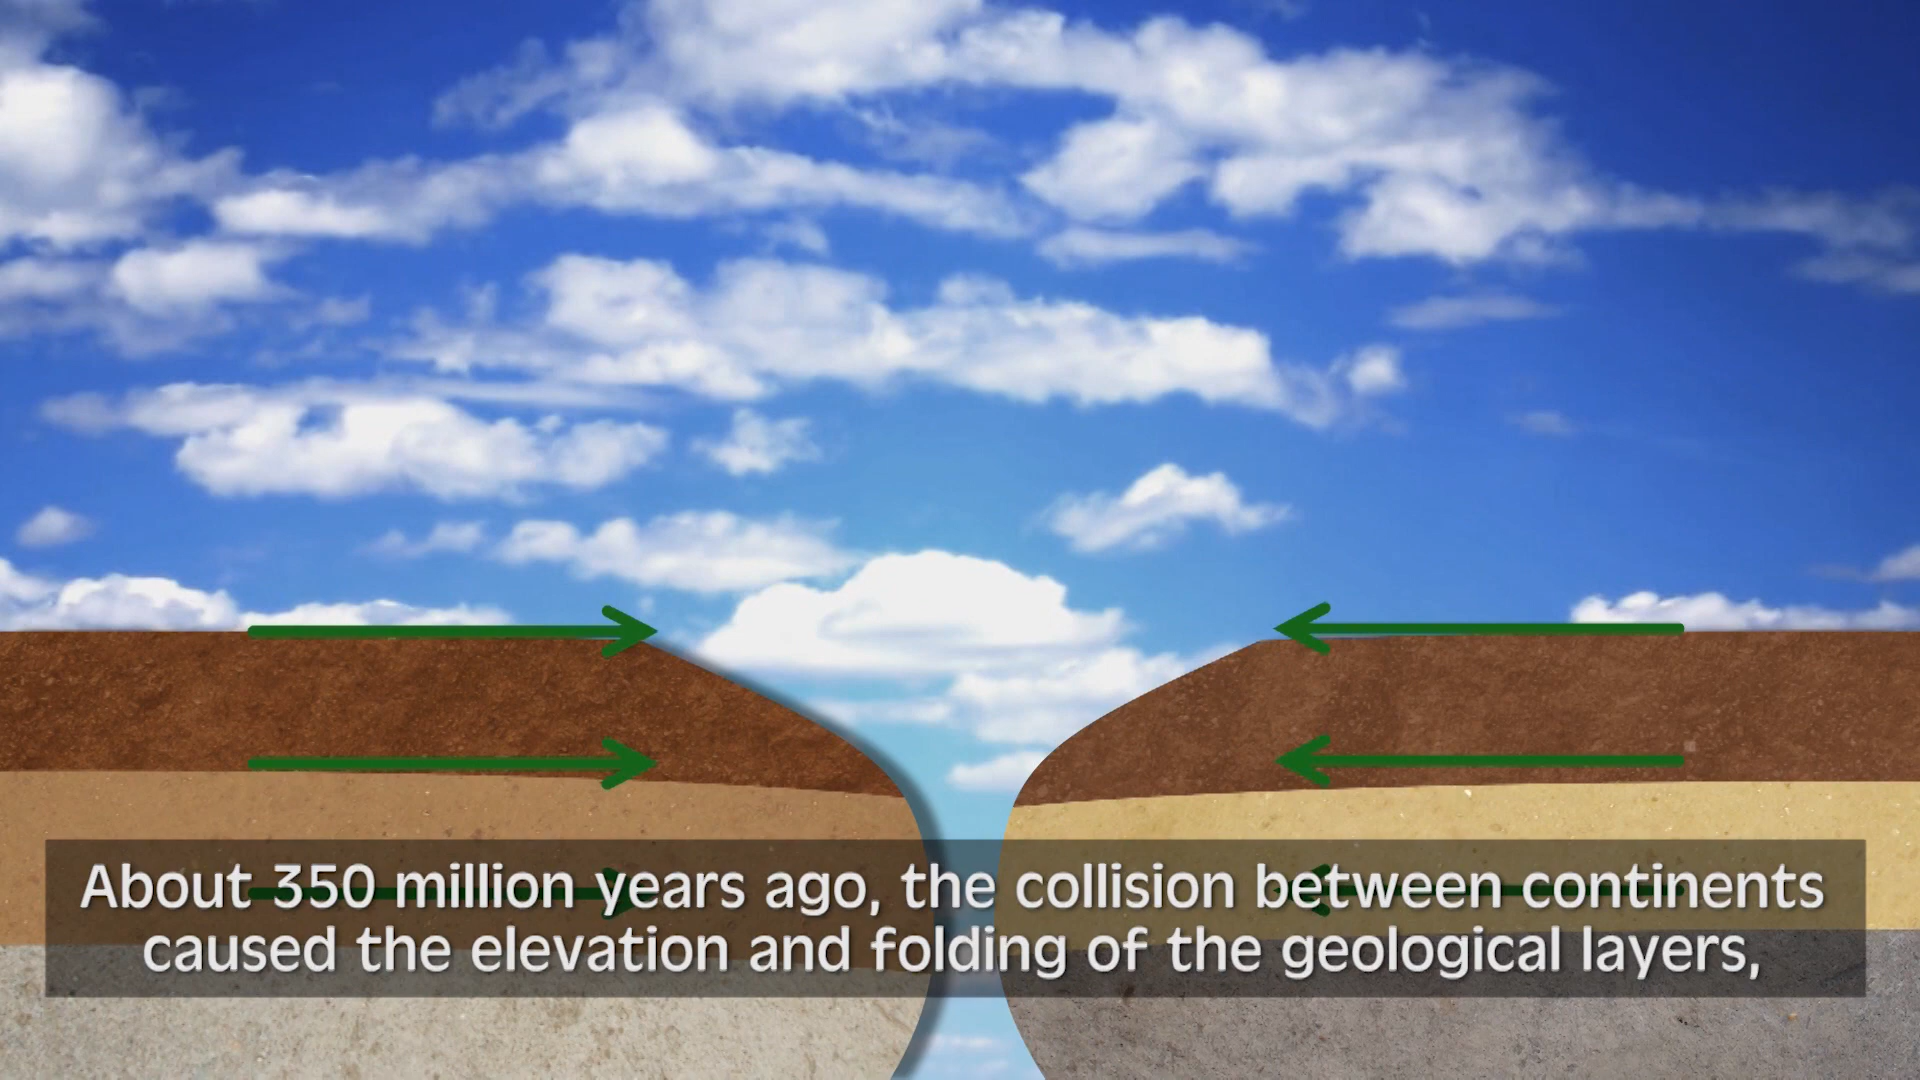 About 350 million years ago, the collision between continents
caused the elevation and folding of the geological layers,